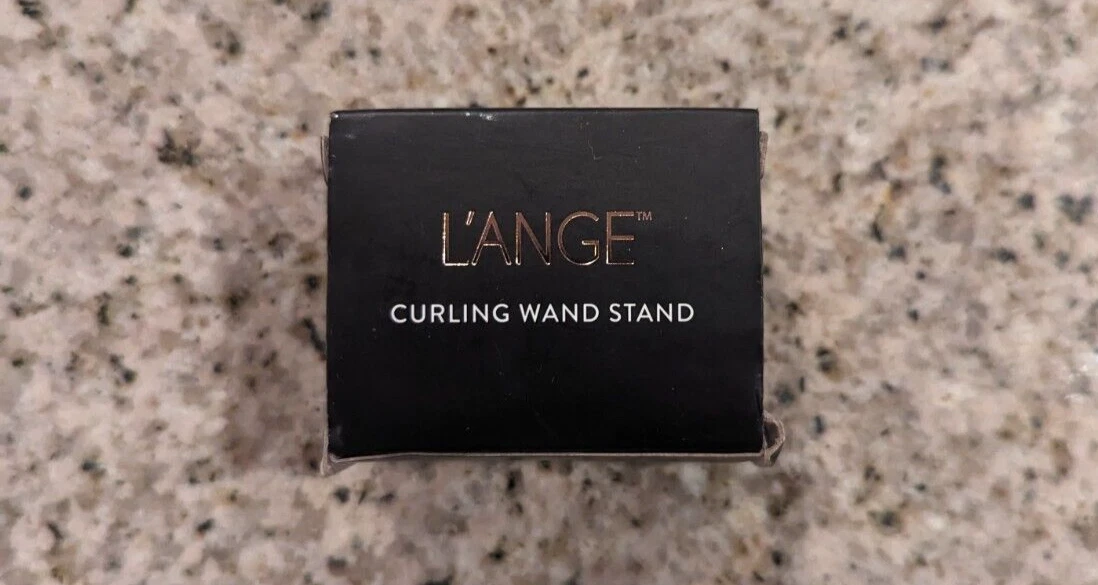 L'ANGE™
CURLING WAND STAND